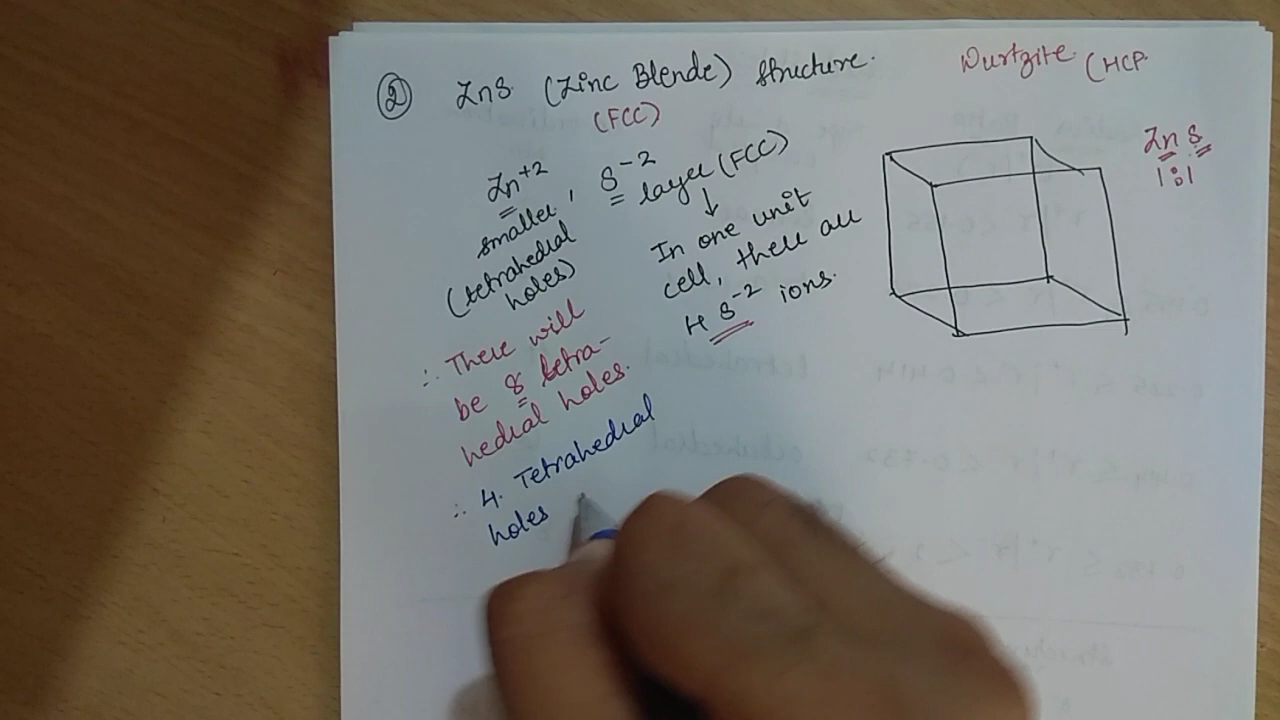 ② ZnS (Zinc Blende) structure.
(FCC)
Wurtzite (HCP
Zn⁺², S⁻² layer (FCC)
smaller
(tetrahedral
holes)
In one unit
cell, there are
4 S⁻² ions.
∴ There will
be 8 tetra-
hedral holes.
∴ 4. Tetrahedral
holes
Zn S
1:1